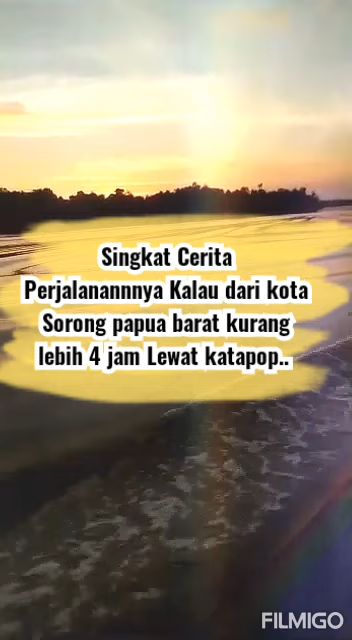 Singkat Cerita
Perjalanannnya Kalau dari kota
Sorong papua barat kurang
lebih 4 jam Lewat katapop..
FILMIGO